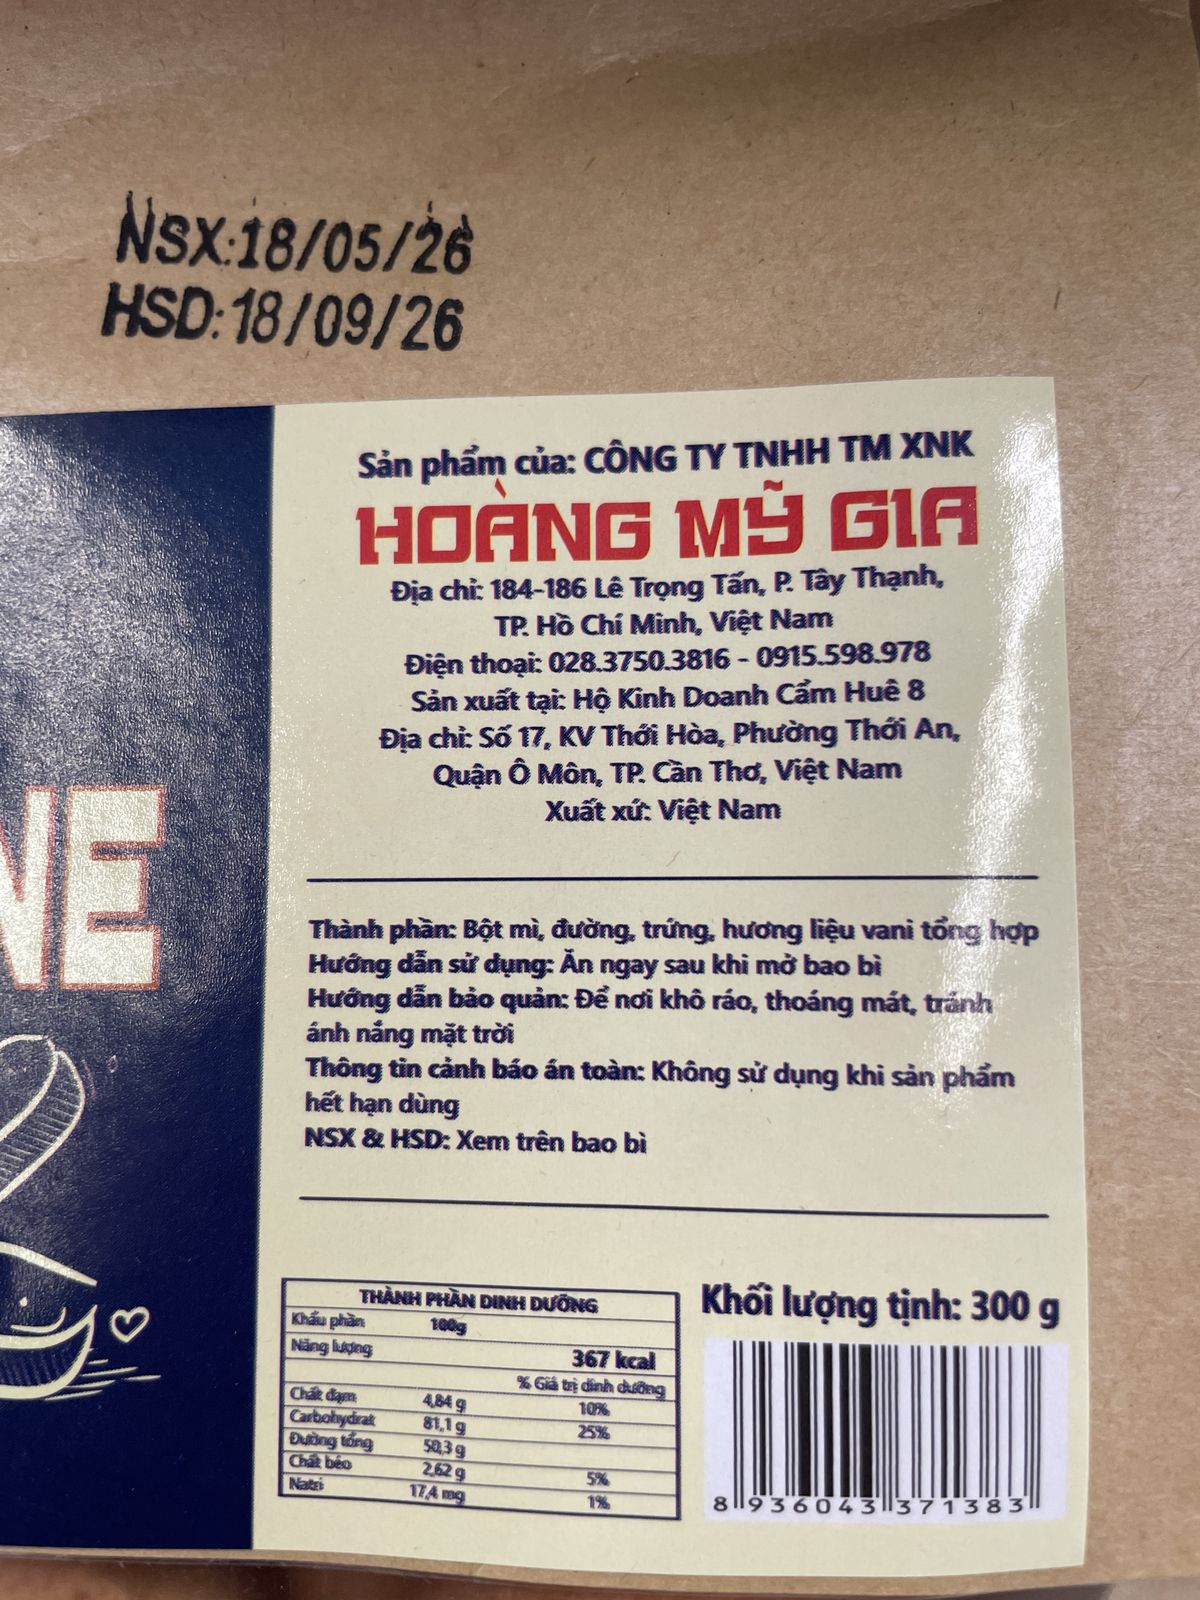 NSX:18/05/26
HSD:18/09/26
Sản phẩm của: CÔNG TY TNHH TM XNK
HOÀNG MỸ GIA
Địa chỉ: 184-186 Lê Trọng Tấn, P. Tây Thạnh,
TP. Hồ Chí Minh, Việt Nam
Điện thoại: 028.3750.3816 - 0915.598.978
Sản xuất tại: Hộ Kinh Doanh Cẩm Huê 8
Địa chỉ: Số 17, KV Thới Hòa, Phường Thới An,
Quận Ô Môn, TP. Cần Thơ, Việt Nam
Xuất xứ: Việt Nam
NE
Thành phần: Bột mì, đường, trứng, hương liệu vani tổng hợp
Hướng dẫn sử dụng: Ăn ngay sau khi mở bao bì
Hướng dẫn bảo quản: Để nơi khô ráo, thoáng mát, tránh
ánh nắng mặt trời
Thông tin cảnh báo án toàn: Không sử dụng khi sản phẩm
hết hạn dùng
NSX & HSD: Xem trên bao bì
THÀNH PHẦN DINH DƯỠNG
Khẩu phần 100g
Năng lượng 367 kcal
% Giá trị dinh dưỡng
Chất đạm 4,84 g 10%
Carbohydrat 81,1 g 25%
Đường tổng 50,3 g
Chất béo 2,62 g 5%
Natri 17,4 mg 1%
Khối lượng tịnh: 300 g
8 936043 371383